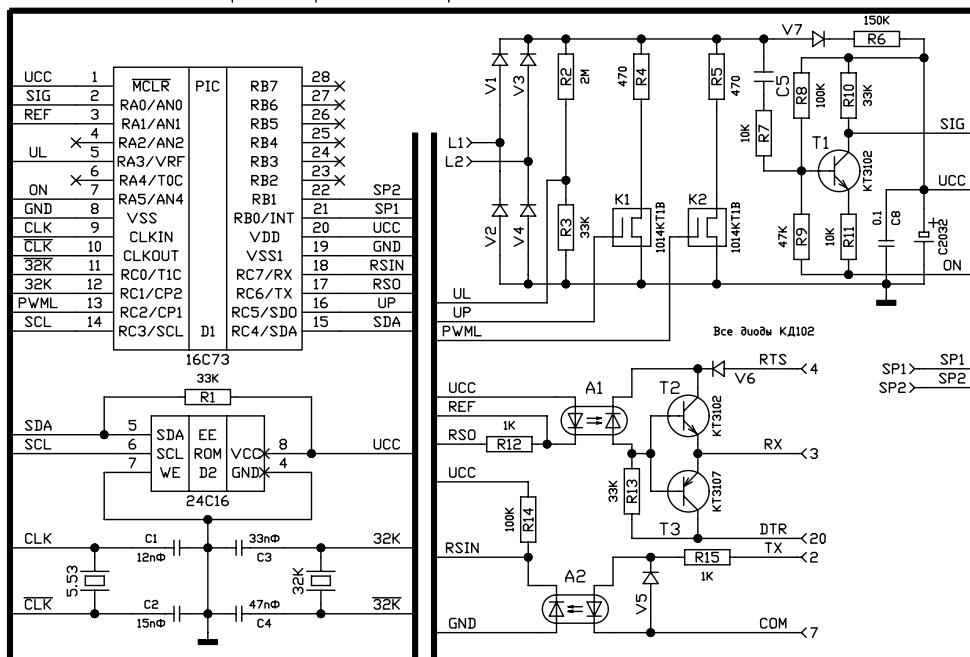 UCC 1 MCLR PIC RB7 28
SIG 2 RA0/AN0 RB6 27
REF 3 RA1/AN1 RB5 26
4 RA2/AN2 RB4 25
UL 5 RA3/VRF RB3 24
6 RA4/T0C RB2 23
ON 7 RA5/AN4 RB1 22 SP2
GND 8 VSS RB0/INT 21 SP1
CLK 9 CLKIN VDD 20 UCC
CLK 10 CLKOUT VSS1 19 GND
32K 11 RC0/T1C RC7/RX 18 RSIN
32K 12 RC1/CP2 RC6/TX 17 RSO
PWML 13 RC2/CP1 RC5/SDO 16 UP
SCL 14 RC3/SCL D1 RC4/SDA 15 SDA
16C73
33K
R1
SDA 5 SDA EE
SCL 6 SCL ROM VCC 8 UCC
7 WE D2 GND 4
24C16
CLK C1 12пФ 33пФ C3 32K
5.53 32K
CLK C2 15пФ 47пФ C4 32K
V7 150K R6
V1 V3 R2 2M 470 R4 R5 470 C5 R8 100K R10 33K
10K R7
L1
L2
T1 KT3102 SIG
UCC
K1 1014KT1B K2 1014KT1B
V2 V4 R3 33K 47K R9 10K R11 0.1 C8 + C2032
ON
UL
UP
PWML
Все диоды КД102
RTS 4
V6
SP1 SP1
SP2 SP2
UCC A1 T2 KT3102
REF
RSO 1K R12
RX 3
UCC
100K R14 33K R13 KT3107
T3 DTR 20
RSIN R15 1K TX 2
A2 V5
GND COM 7